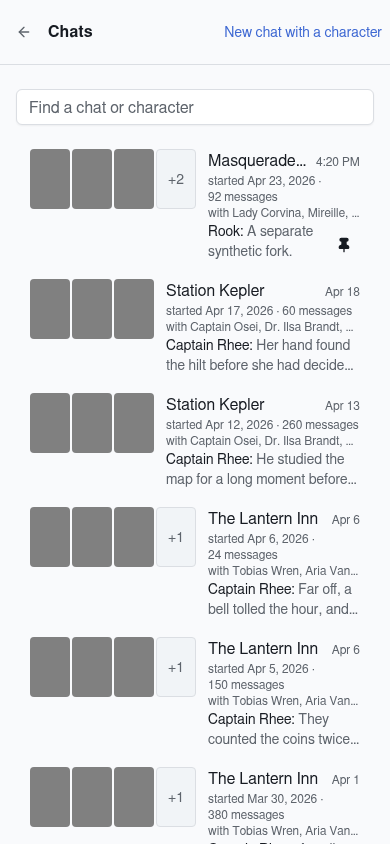 Chats
New chat with a character
Find a chat or character
+2
Masquerade... 4:20 PM
started Apr 23, 2026 ·
92 messages
with Lady Corvina, Mireille, ...
Rook: A separate
synthetic fork.
Station Kepler Apr 18
started Apr 17, 2026 · 60 messages
with Captain Osei, Dr. Ilsa Brandt, ...
Captain Rhee: Her hand found
the hilt before she had decide...
Station Kepler Apr 13
started Apr 12, 2026 · 260 messages
with Captain Osei, Dr. Ilsa Brandt, ...
Captain Rhee: He studied the
map for a long moment before...
+1
The Lantern Inn Apr 6
started Apr 6, 2026 ·
24 messages
with Tobias Wren, Aria Van...
Captain Rhee: Far off, a
bell tolled the hour, and...
+1
The Lantern Inn Apr 6
started Apr 5, 2026 ·
150 messages
with Tobias Wren, Aria Van...
Captain Rhee: They
counted the coins twice...
+1
The Lantern Inn Apr 1
started Mar 30, 2026 ·
380 messages
with Tobias Wren, Aria Van...